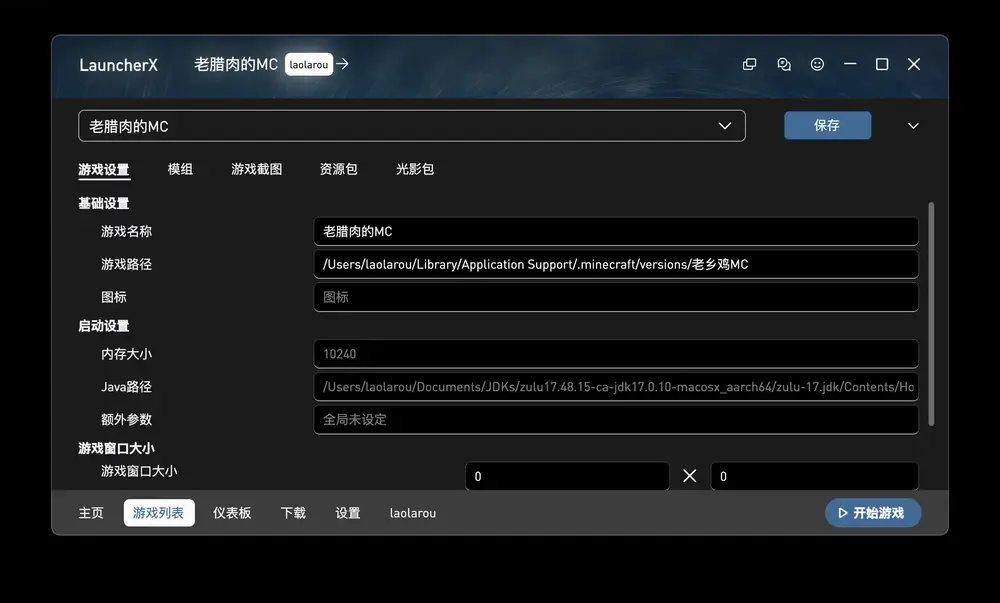 LauncherX 老腊肉的MC laolarou
老腊肉的MC 保存
游戏设置 模组 游戏截图 资源包 光影包
基础设置
游戏名称 老腊肉的MC
游戏路径 /Users/laolarou/Library/Application Support/.minecraft/versions/老乡鸡MC
图标 图标
启动设置
内存大小 10240
Java路径 /Users/laolarou/Documents/JDKs/zulu17.48.15-ca-jdk17.0.10-macosx_aarch64/zulu-17.jdk/Contents/Ho
额外参数 全局未设定
游戏窗口大小
游戏窗口大小 0 0
主页 游戏列表 仪表板 下载 设置 laolarou 开始游戏